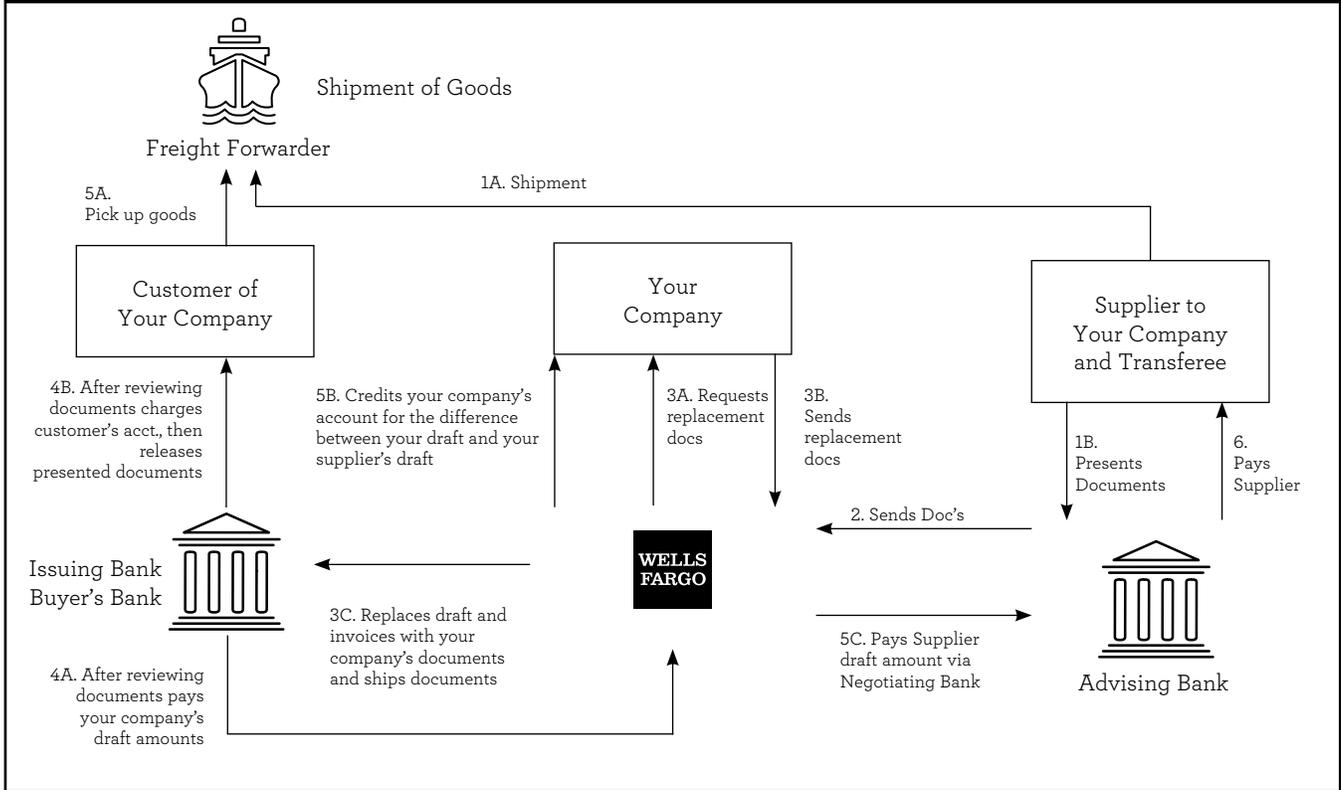 Shipment of Goods
Freight Forwarder
5A.
Pick up goods
1A. Shipment
Customer of
Your Company
Your
Company
Supplier to
Your Company
and Transferee
4B. After reviewing
documents charges
customer's acct., then
releases
presented documents
5B. Credits your company's
account for the difference
between your draft and your
supplier's draft
3A. Requests
replacement
docs
3B.
Sends
replacement
docs
1B.
Presents
Documents
6.
Pays
Supplier
2. Sends Doc's
Issuing Bank
Buyer's Bank
WELLS
FARGO
3C. Replaces draft and
invoices with your
company's documents
and ships documents
5C. Pays Supplier
draft amount via
Negotiating Bank
Advising Bank
4A. After reviewing
documents pays
your company's
draft amounts